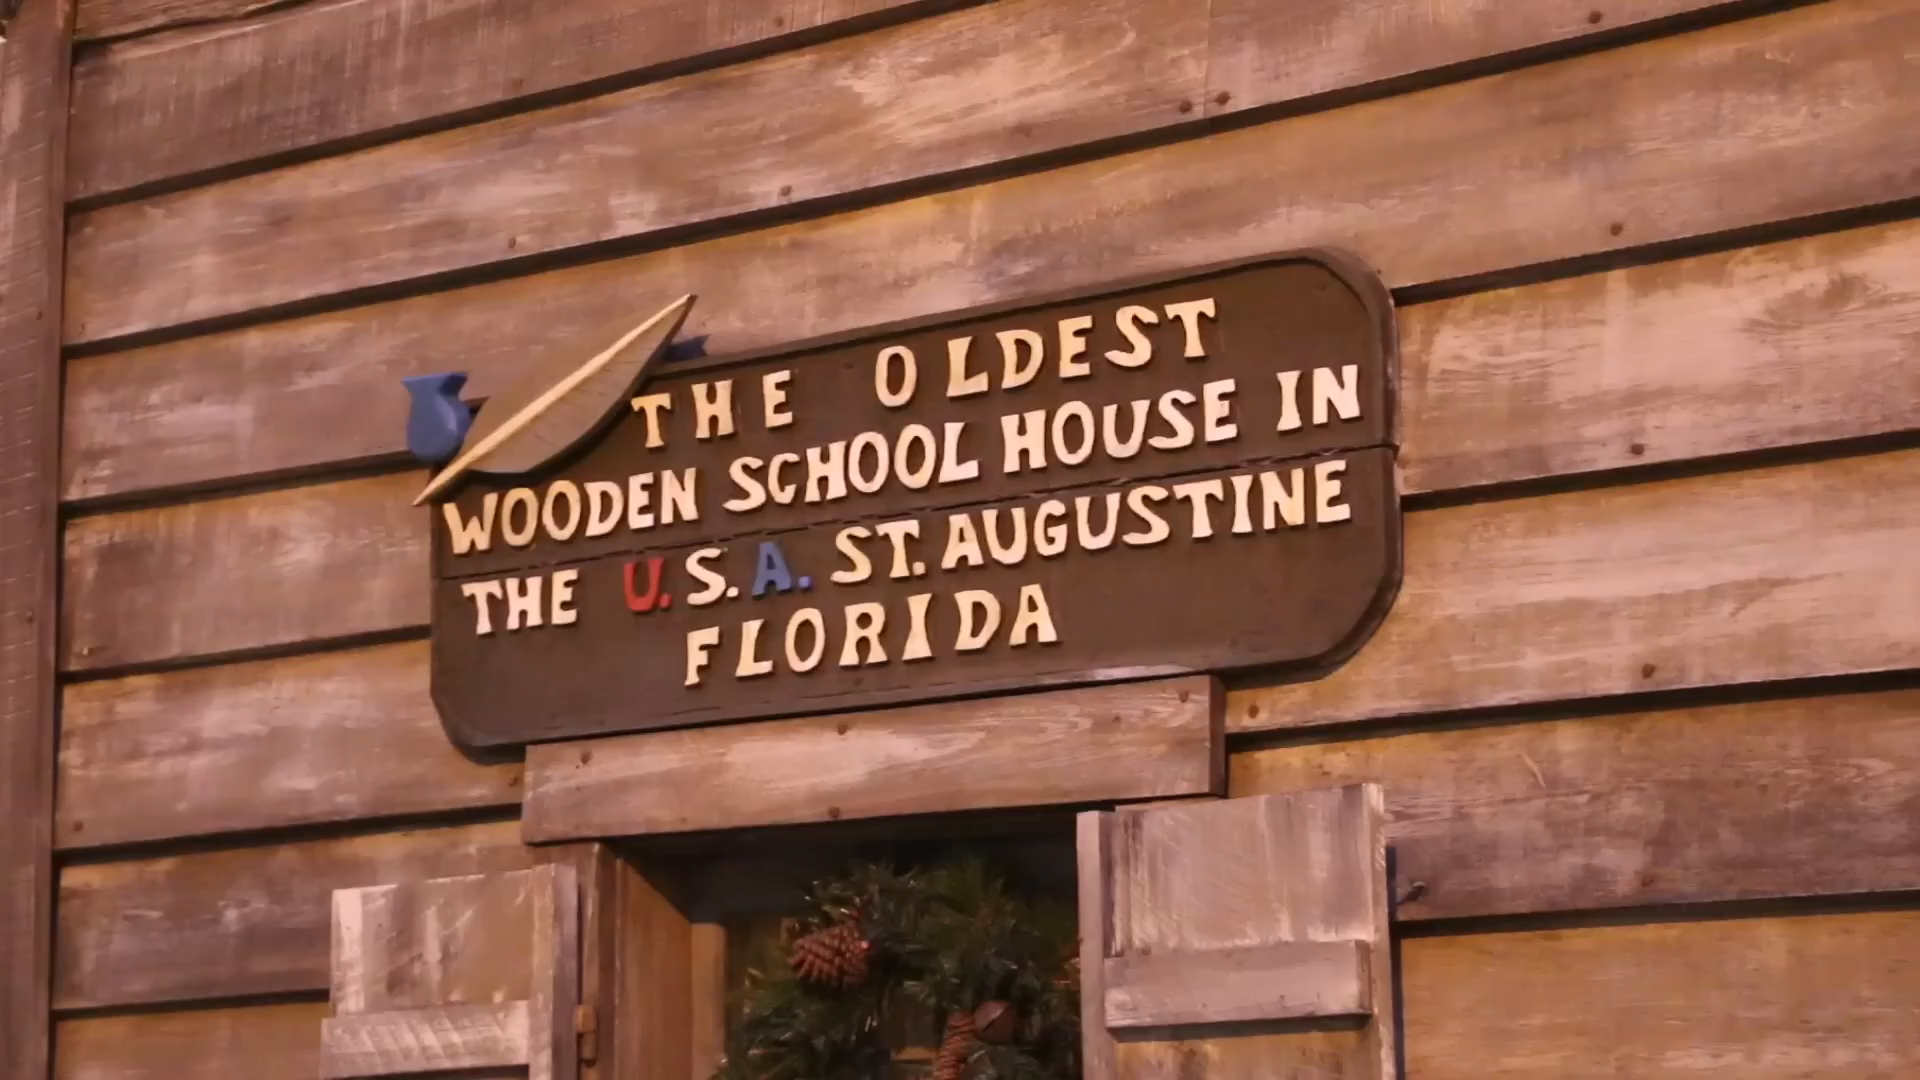 THE OLDEST
WOODEN SCHOOL HOUSE IN
THE U.S.A. ST. AUGUSTINE
FLORIDA